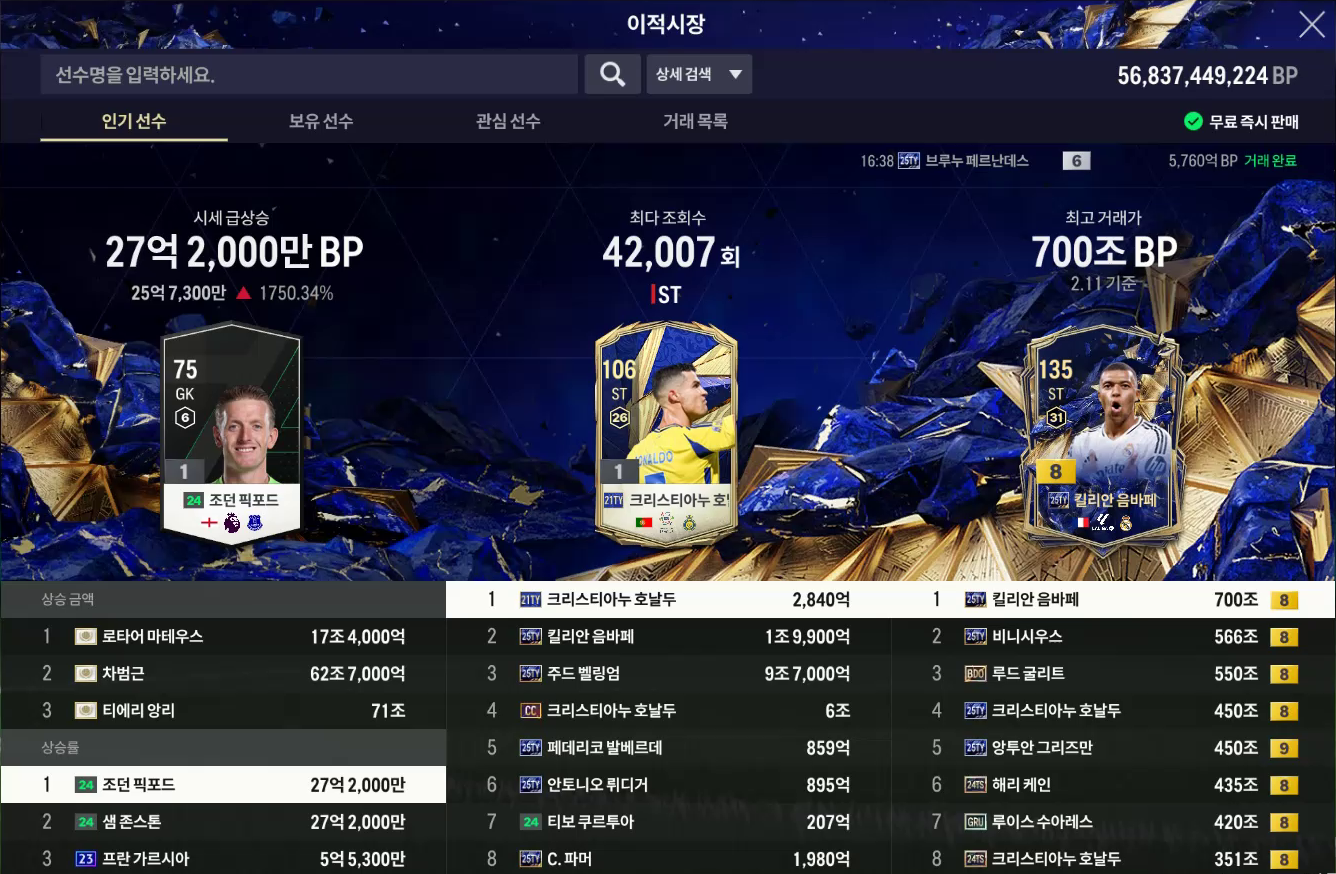 이적시장
선수명을 입력하세요.
상세 검색
56,837,449,224 BP
인기 선수
보유 선수
관심 선수
거래 목록
무료 즉시 판매
16:38 25TY 브루누 페르난데스 6 5,760억 BP 거래 완료
시세 급상승
27억 2,000만 BP
25억 7,300만 ▲ 1750.34%
75
GK
6
1
24 조던 픽포드
최다 조회수
42,007 회
ST
106
ST
26
1
21TY 크리스티아누 호
최고 거래가
700조 BP
2.11 기준
135
ST
31
8
25TY 킬리안 음바페
상승 금액
1 로타어 마테우스 17조 4,000억
2 차범근 62조 7,000억
3 티에리 앙리 71조
상승률
1 24 조던 픽포드 27억 2,000만
2 24 샘 존스톤 27억 2,000만
3 23 프란 가르시아 5억 5,300만
1 21TY 크리스티아누 호날두 2,840억
2 25TY 킬리안 음바페 1조 9,900억
3 25TY 주드 벨링엄 9조 7,000억
4 CC 크리스티아누 호날두 6조
5 25TY 페데리코 발베르데 859억
6 25TY 안토니오 뤼디거 895억
7 24 티보 쿠르투아 207억
8 25TY C. 파머 1,980억
1 25TY 킬리안 음바페 700조 8
2 25TY 비니시우스 566조 8
3 BDO 루드 굴리트 550조 8
4 25TY 크리스티아누 호날두 450조 8
5 25TY 앙투안 그리즈만 450조 9
6 24TS 해리 케인 435조 8
7 GRU 루이스 수아레스 420조 8
8 24TS 크리스티아누 호날두 351조 8